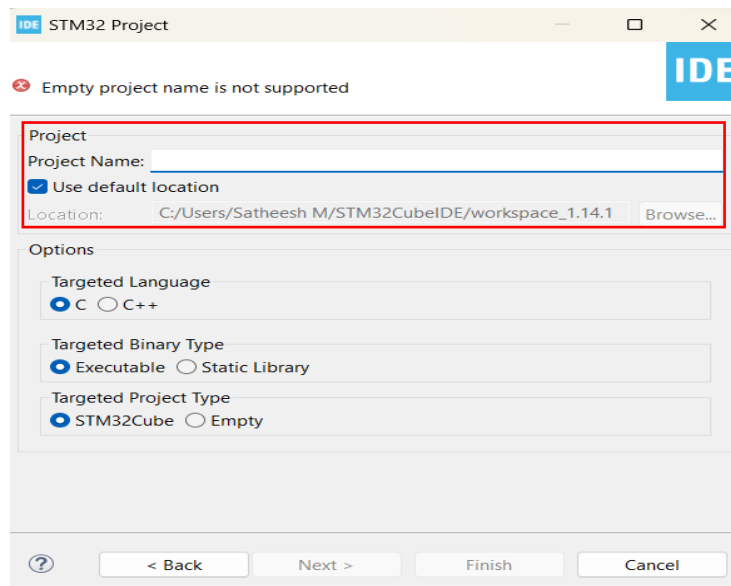 IDE STM32 Project
IDE
Empty project name is not supported
Project
Project Name:
Use default location
Location: C:/Users/Satheesh M/STM32CubeIDE/workspace_1.14.1 Browse...
Options
Targeted Language
C C++
Targeted Binary Type
Executable Static Library
Targeted Project Type
STM32Cube Empty
? < Back Next > Finish Cancel